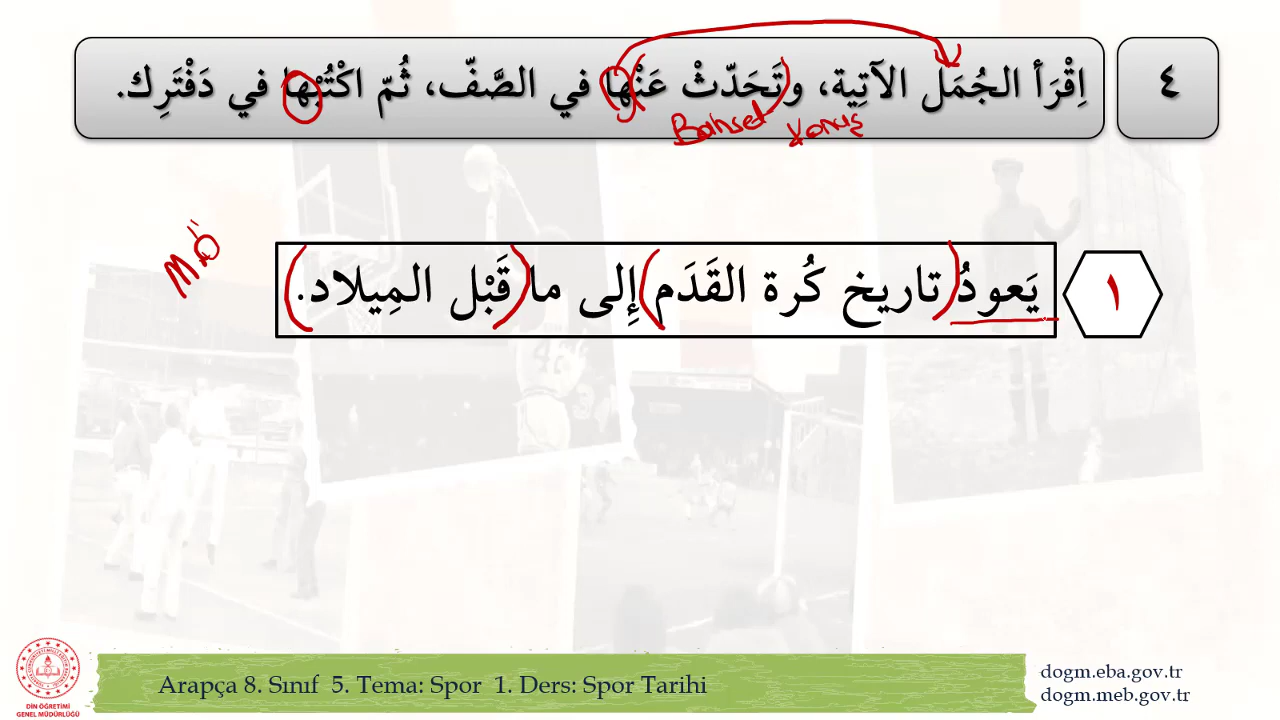 ٤
اِقْرَأ الجُمَل الآتِية، وتَحَدّثْ عَنْها في الصَّفّ، ثُمّ اكْتُبْها في دَفْتَرِك.
Bahset Konuş
MÖ
١
يَعودُ تاريخ كُرة القَدَم إِلى ما قَبْل المِيلاد.
Arapça 8. Sınıf 5. Tema: Spor 1. Ders: Spor Tarihi
dogm.eba.gov.tr
dogm.meb.gov.tr
DİN ÖĞRETİMİ
GENEL MÜDÜRLÜĞÜ